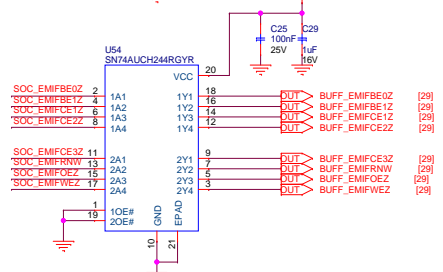 U54
SN74AUCH244RGYR
C25
100nF
25V
C29
1uF
16V
VCC 20
SOC_EMIFBE0Z 2 1A1 1Y1 18 OUT BUFF_EMIFBE0Z [29]
SOC_EMIFBE1Z 4 1A2 1Y2 16 OUT BUFF_EMIFBE1Z [29]
SOC_EMIFCE1Z 6 1A3 1Y3 14 OUT BUFF_EMIFCE1Z [29]
SOC_EMIFCE2Z 8 1A4 1Y4 12 OUT BUFF_EMIFCE2Z [29]
SOC_EMIFCE3Z 11 2A1 2Y1 9 OUT BUFF_EMIFCE3Z [29]
SOC_EMIFRNW 13 2A2 2Y2 7 OUT BUFF_EMIFRNW [29]
SOC_EMIFOEZ 15 2A3 2Y3 5 OUT BUFF_EMIFOEZ [29]
SOC_EMIFWEZ 17 2A4 2Y4 3 OUT BUFF_EMIFWEZ [29]
1 1OE#
19 2OE#
GND
EPAD
10
21